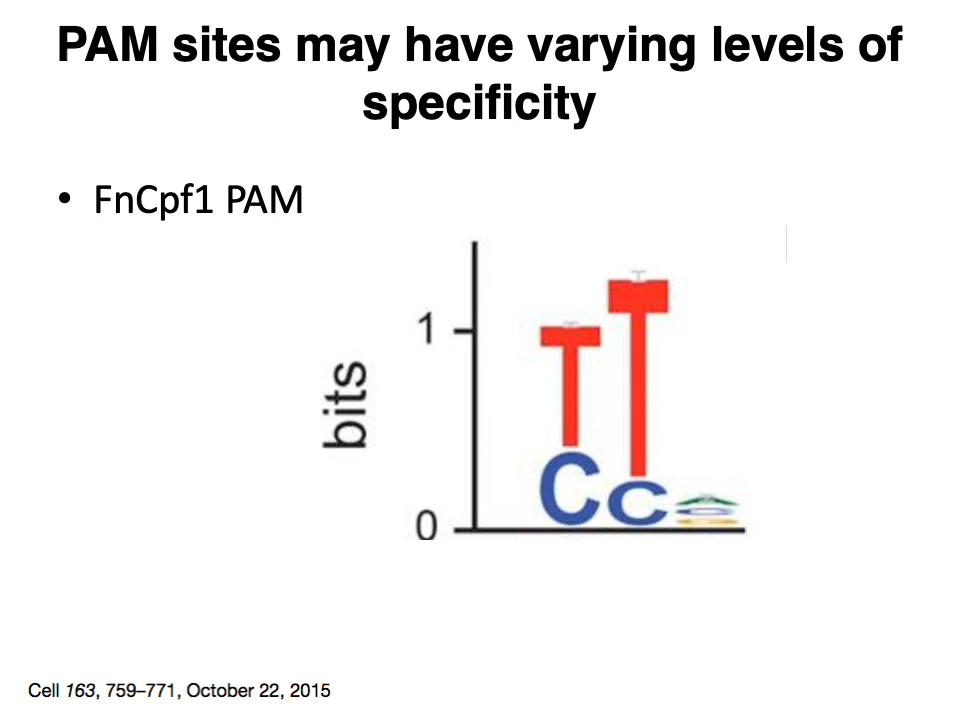 PAM sites may have varying levels of
specificity
• FnCpf1 PAM
1
bits
0
T
T
C
C
Cell 163, 759–771, October 22, 2015